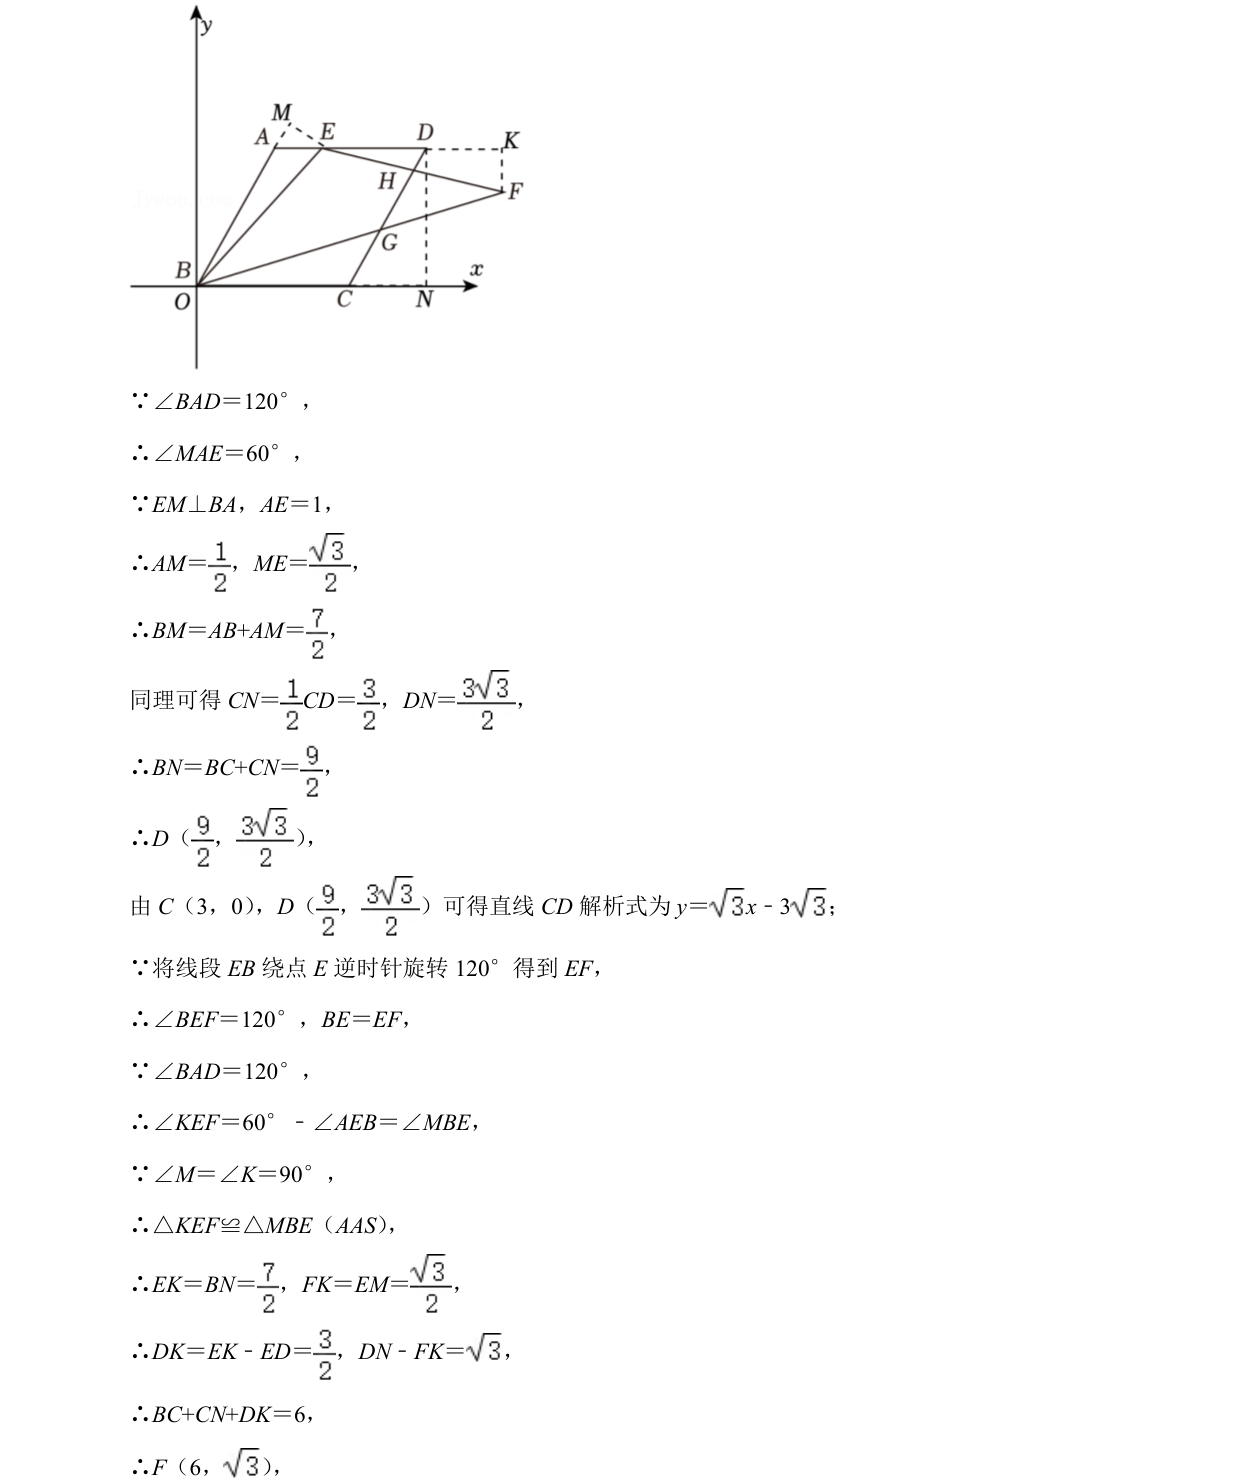 y
M
A E D K
H F
G
B x
O C N
∵∠BAD=120°，
∴∠MAE=60°，
∵EM⊥BA，AE=1，
∴AM=1/2，ME=√3/2，
∴BM=AB+AM=7/2，
同理可得 CN=1/2CD=3/2，DN=3√3/2，
∴BN=BC+CN=9/2，
∴D（9/2，3√3/2），
由 C（3，0），D（9/2，3√3/2）可得直线 CD 解析式为 y=√3x﹣3√3；
∵将线段 EB 绕点 E 逆时针旋转 120° 得到 EF，
∴∠BEF=120°，BE=EF，
∵∠BAD=120°，
∴∠KEF=60°﹣∠AEB=∠MBE，
∵∠M=∠K=90°，
∴△KEF≌△MBE（AAS），
∴EK=BN=7/2，FK=EM=√3/2，
∴DK=EK﹣ED=3/2，DN﹣FK=√3，
∴BC+CN+DK=6，
∴F（6，√3），